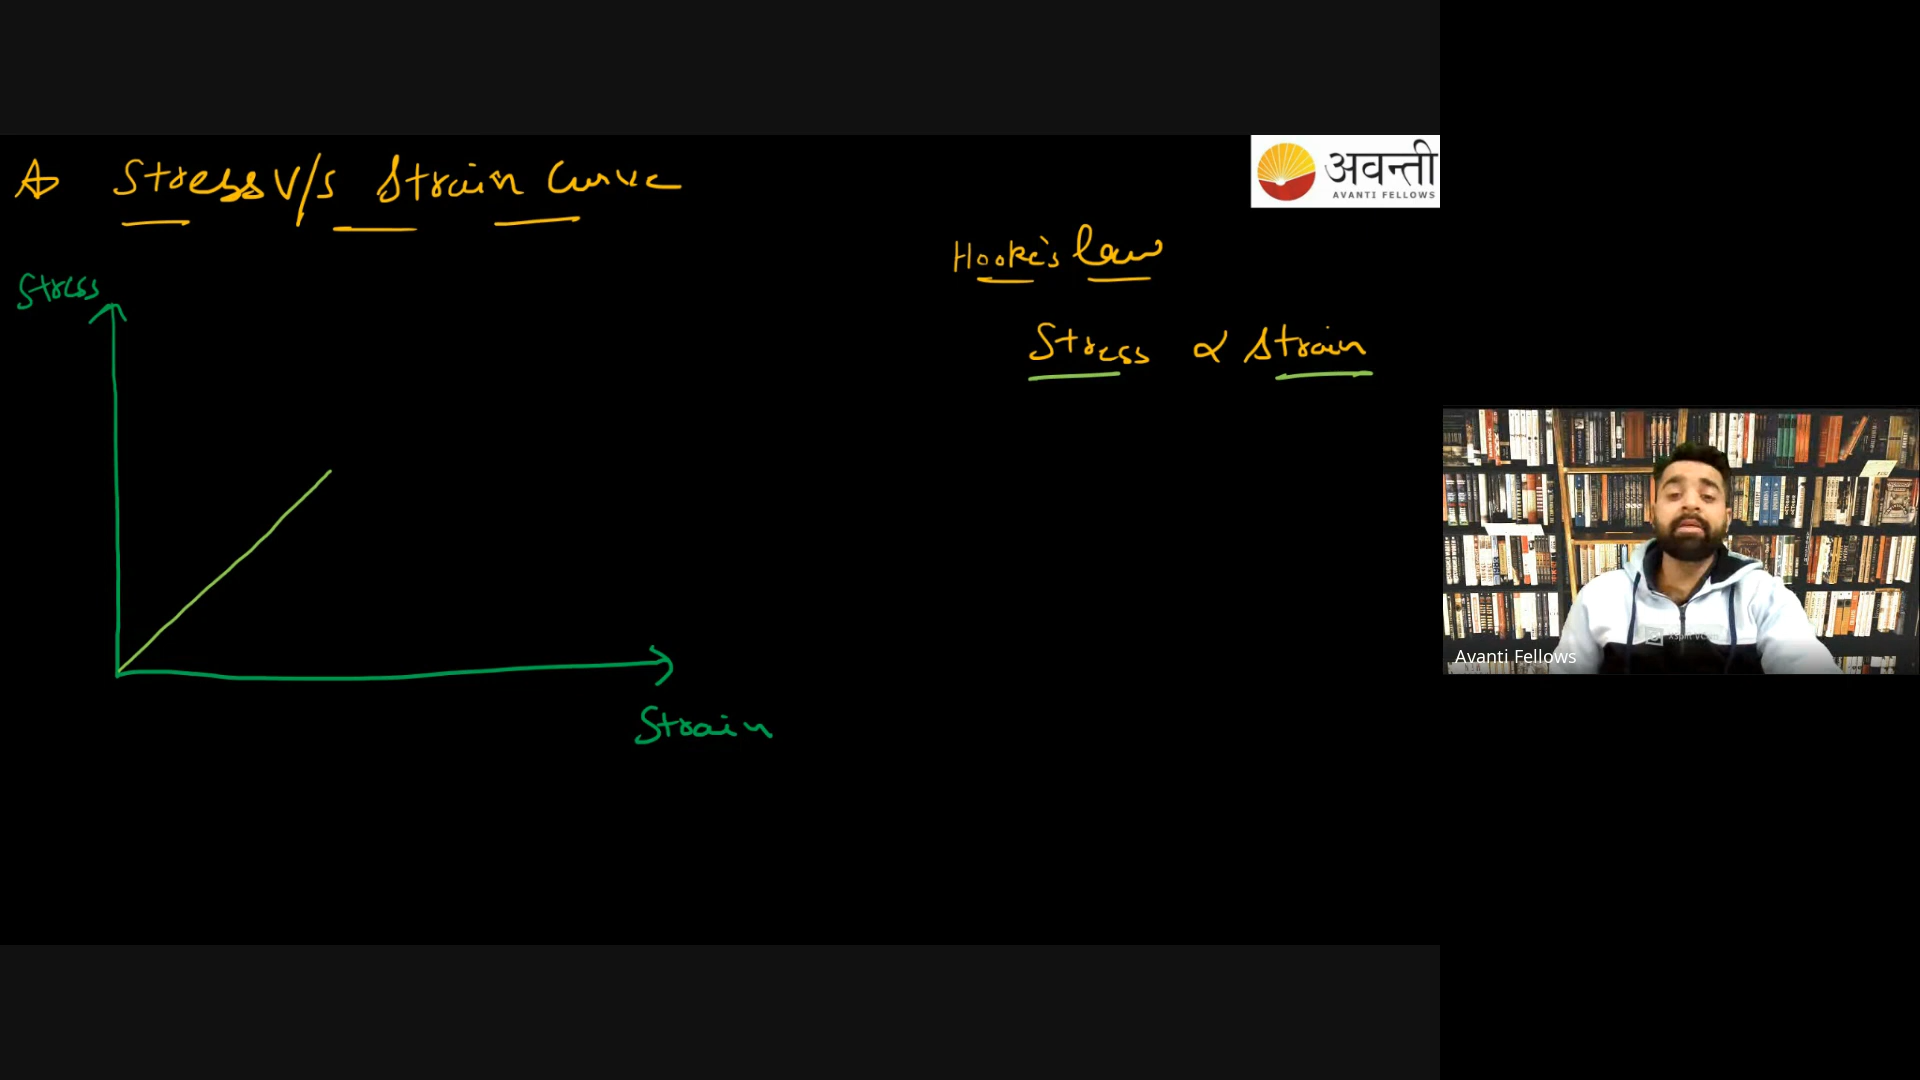 Stress V/s Strain Curve
अवन्ती
AVANTI FELLOWS
Hooke's law
Stress
Stress ∝ Strain
Strain
Avanti Fellows